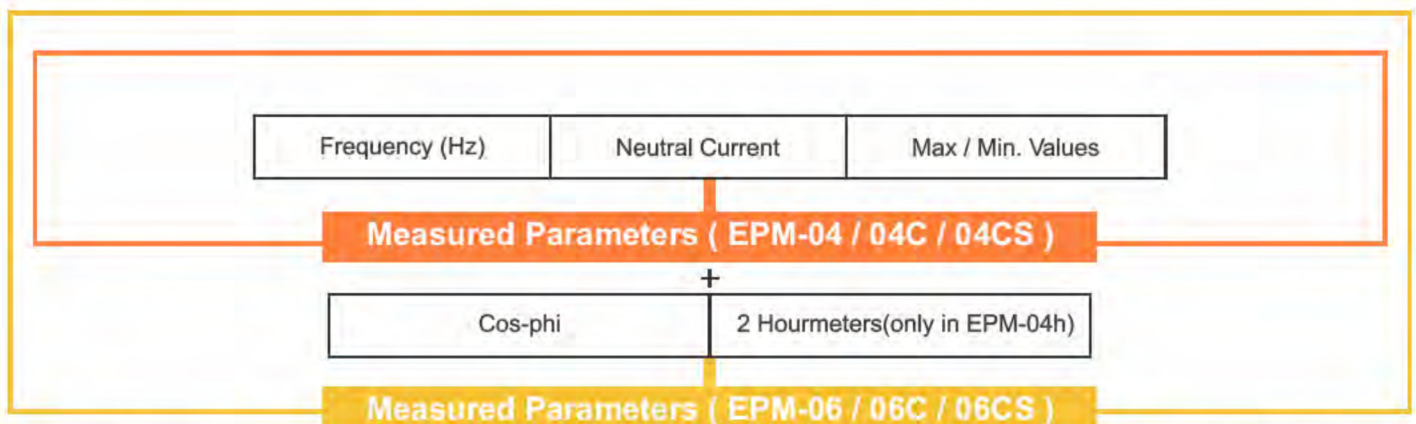 Frequency (Hz) Neutral Current Max / Min. Values
Measured Parameters ( EPM-04 / 04C / 04CS )
+
Cos-phi 2 Hourmeters(only in EPM-04h)
Measured Parameters ( EPM-06 / 06C / 06CS )